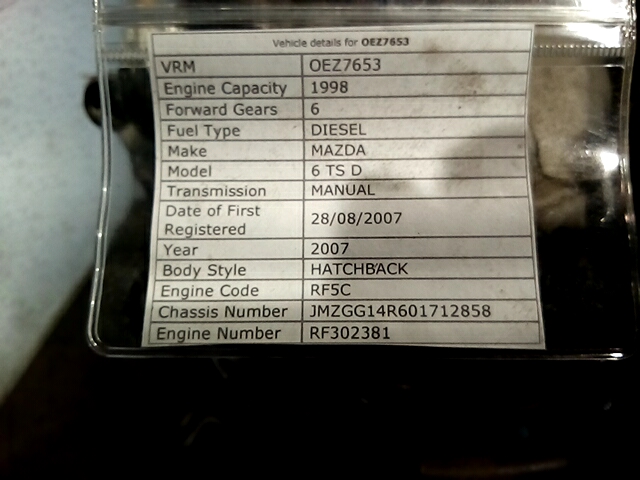 Vehicle details for OEZ7653
VRM OEZ7653
Engine Capacity 1998
Forward Gears 6
Fuel Type DIESEL
Make MAZDA
Model 6 TS D
Transmission MANUAL
Date of First
Registered 28/08/2007
Year 2007
Body Style HATCHBACK
Engine Code RF5C
Chassis Number JMZGG14R601712858
Engine Number RF302381